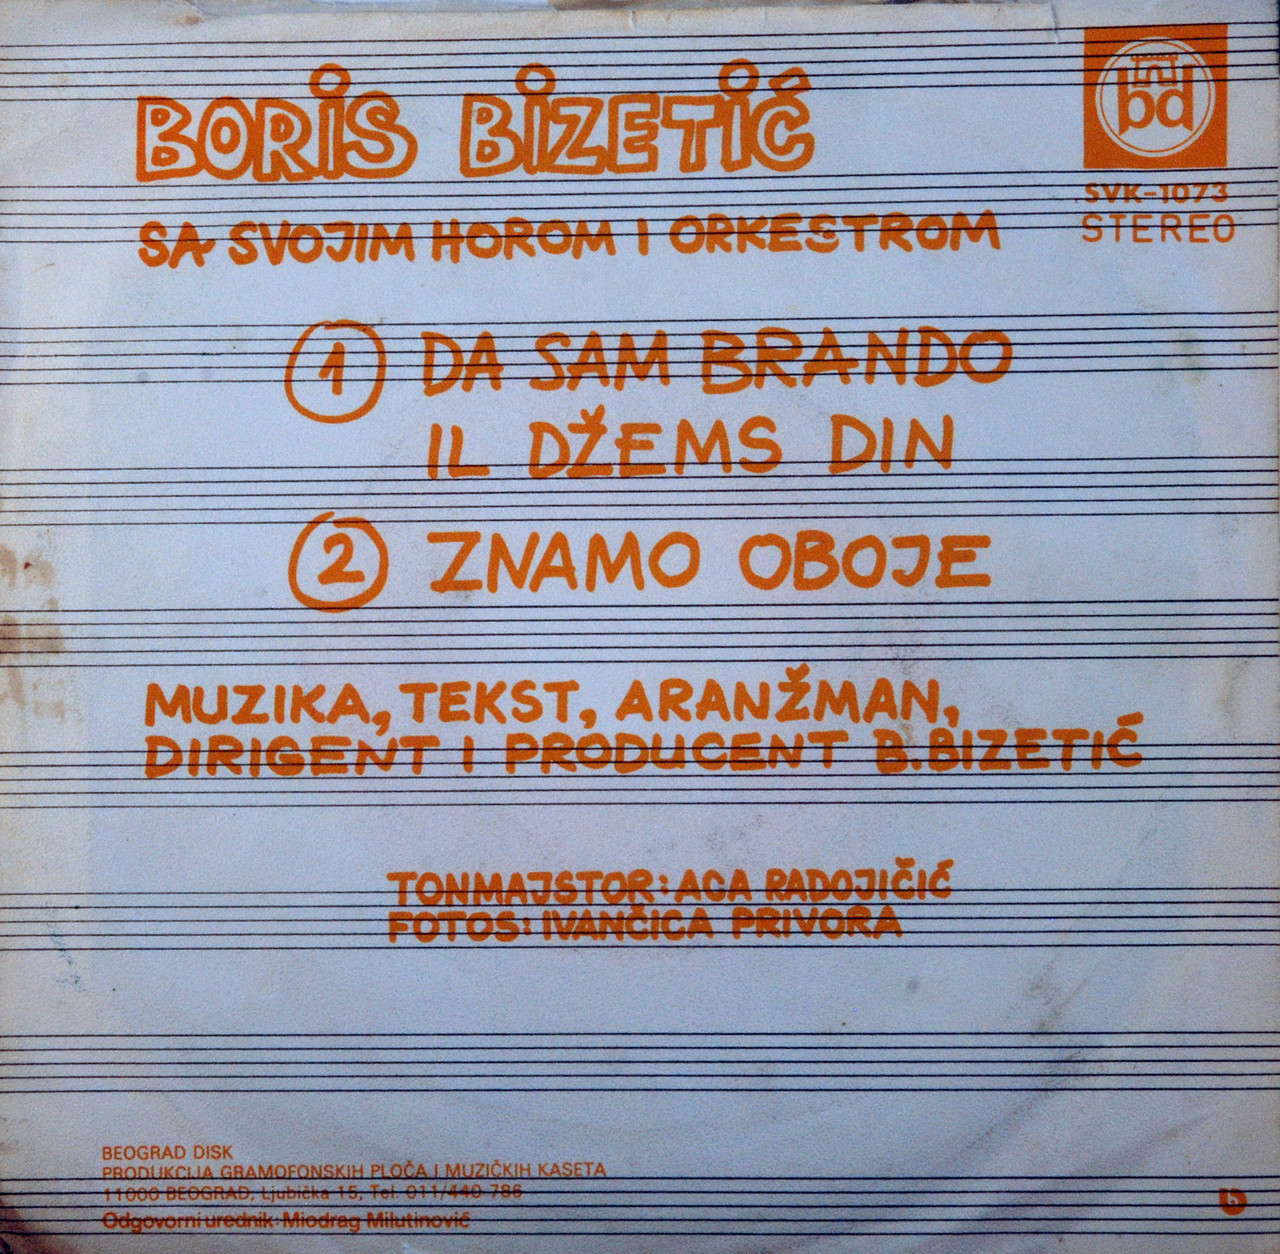 BORIS BIZETIĆ
bd
SVK-1073
STEREO
SA SVOJIM HOROM I ORKESTROM
1 DA SAM BRANDO
IL DŽEMS DIN
2 ZNAMO OBOJE
MUZIKA, TEKST, ARANŽMAN,
DIRIGENT I PRODUCENT B.BIZETIĆ
TONMAJSTOR: ACA RADOJIČIĆ
FOTOS: IVANČICA PRIVORA
BEOGRAD DISK
PRODUKCIJA GRAMOFONSKIH PLOČA I MUZIČKIH KASETA
11000 BEOGRAD, Ljubička 15, Tel. 011/440-786
Odgovorni urednik: Miodrag Milutinović
b